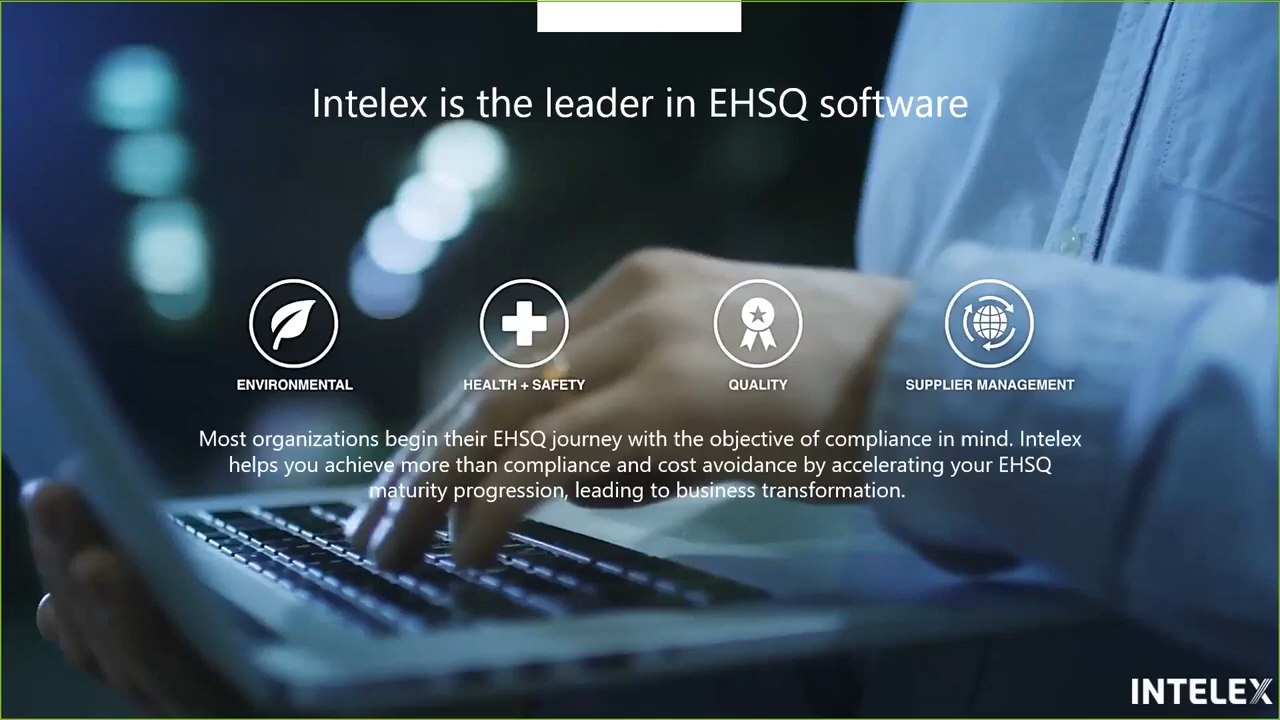 Intelex is the leader in EHSQ software
ENVIRONMENTAL
HEALTH + SAFETY
QUALITY
SUPPLIER MANAGEMENT
Most organizations begin their EHSQ journey with the objective of compliance in mind. Intelex
helps you achieve more than compliance and cost avoidance by accelerating your EHSQ
maturity progression, leading to business transformation.
INTELEX